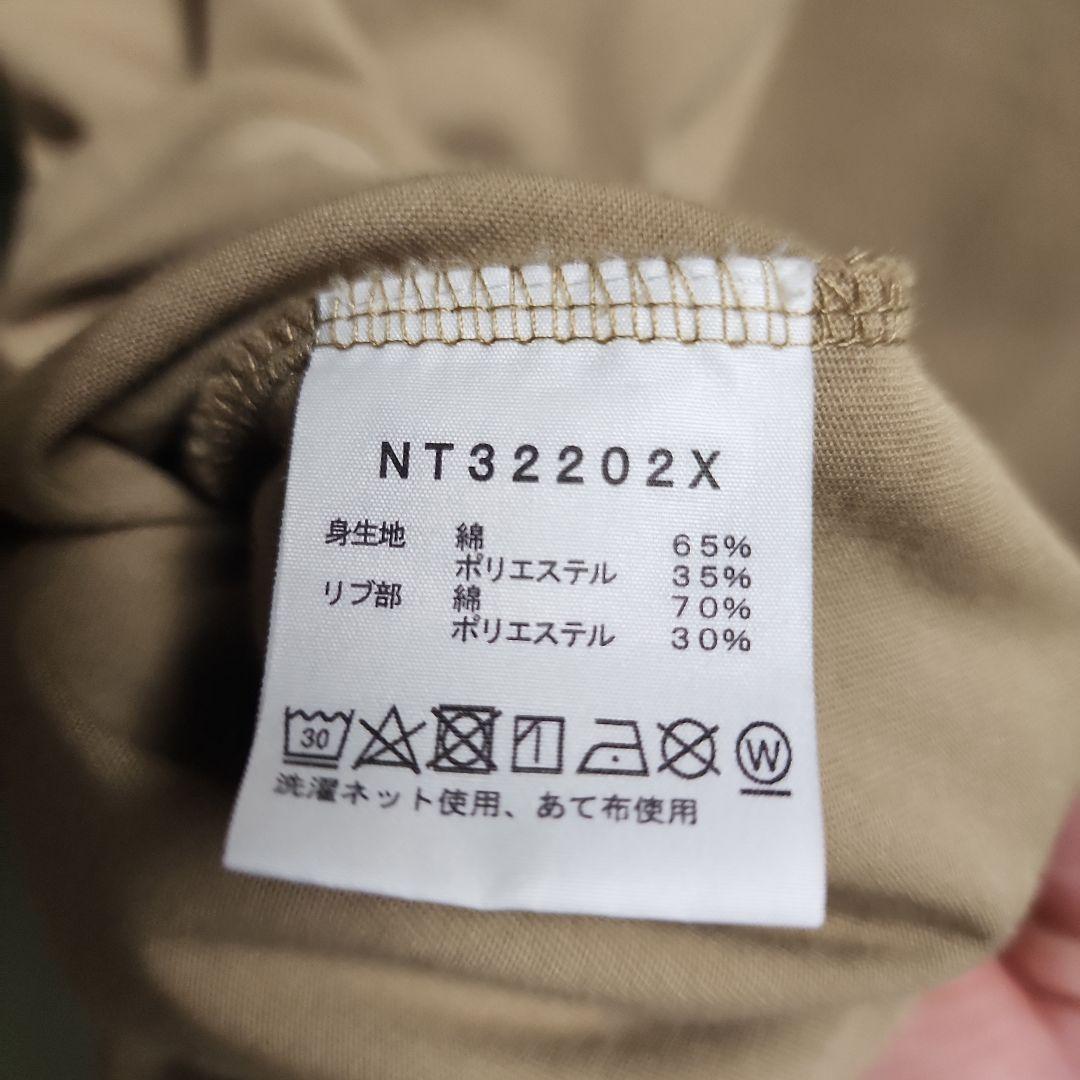 NT32202X
身生地 綿 65%
ポリエステル 35%
リブ部 綿 70%
ポリエステル 30%
30 W
洗濯ネット使用、あて布使用